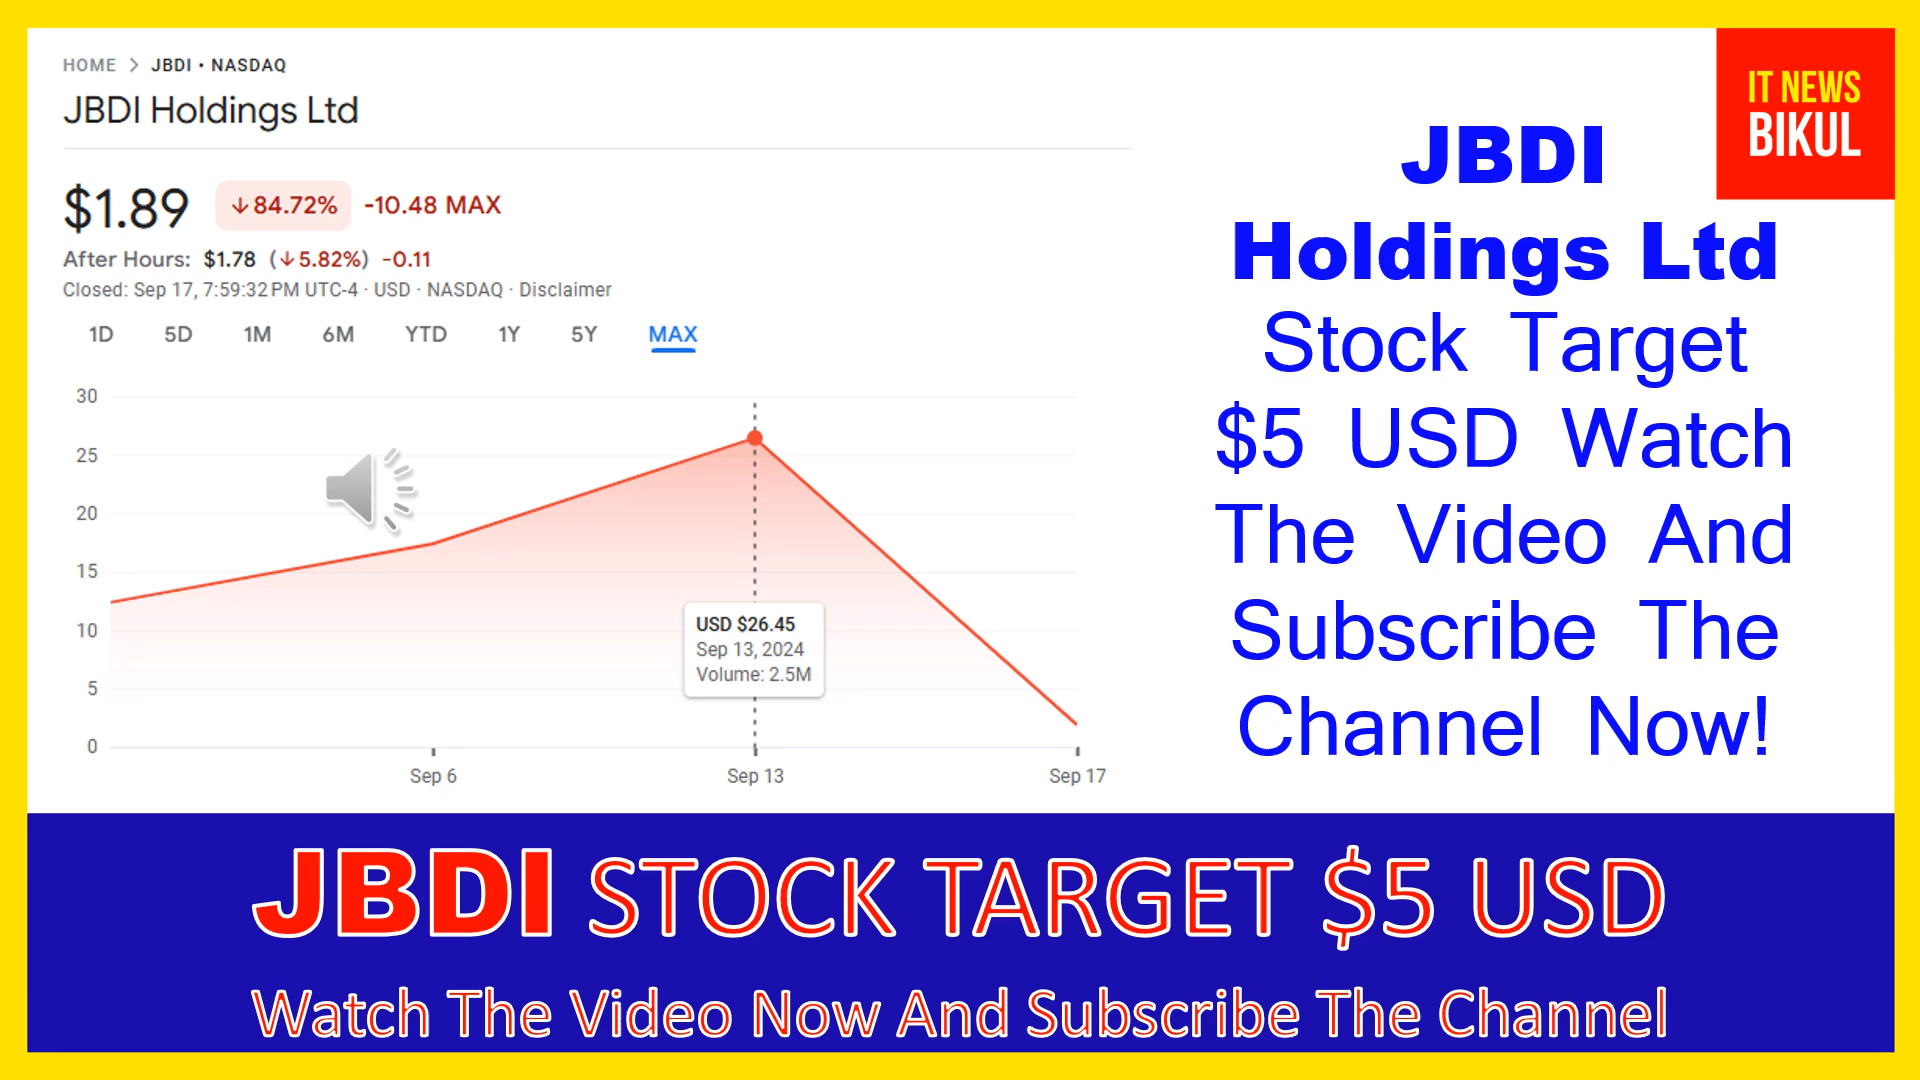 HOME > JBDI • NASDAQ
JBDI Holdings Ltd
$1.89 ↓84.72% -10.48 MAX
After Hours: $1.78 (↓5.82%) -0.11
Closed: Sep 17, 7:59:32 PM UTC-4 · USD · NASDAQ · Disclaimer
1D 5D 1M 6M YTD 1Y 5Y MAX
30
25
20
15
10
5
0
USD $26.45
Sep 13, 2024
Volume: 2.5M
Sep 6 Sep 13 Sep 17
IT NEWS
BIKUL
JBDI
Holdings Ltd
Stock Target
$5 USD Watch
The Video And
Subscribe The
Channel Now!
JBDI STOCK TARGET $5 USD
Watch The Video Now And Subscribe The Channel